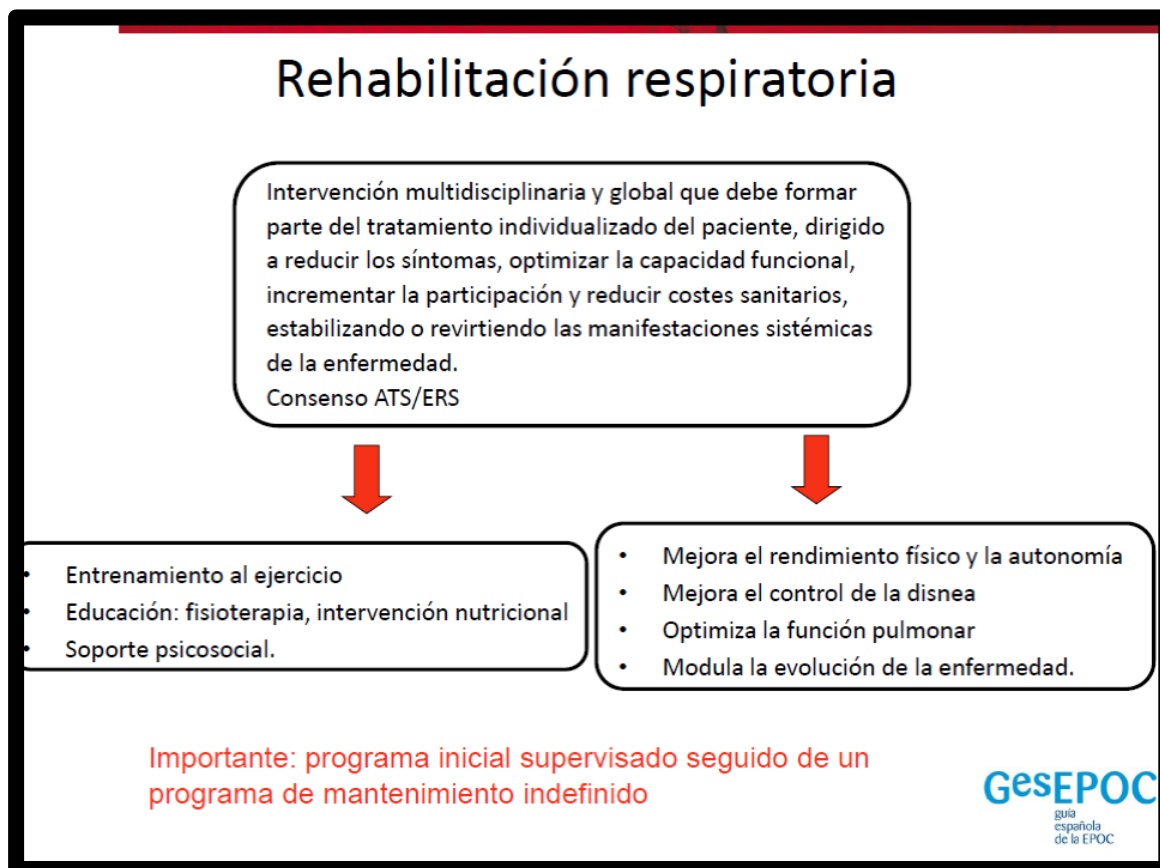 Rehabilitación respiratoria
Intervención multidisciplinaria y global que debe formar
parte del tratamiento individualizado del paciente, dirigido
a reducir los síntomas, optimizar la capacidad funcional,
incrementar la participación y reducir costes sanitarios,
estabilizando o revirtiendo las manifestaciones sistémicas
de la enfermedad.
Consenso ATS/ERS
• Entrenamiento al ejercicio
• Educación: fisioterapia, intervención nutricional
• Soporte psicosocial.
• Mejora el rendimiento físico y la autonomía
• Mejora el control de la disnea
• Optimiza la función pulmonar
• Modula la evolución de la enfermedad.
Importante: programa inicial supervisado seguido de un
programa de mantenimiento indefinido
GesEPOC
guía
española
de la EPOC